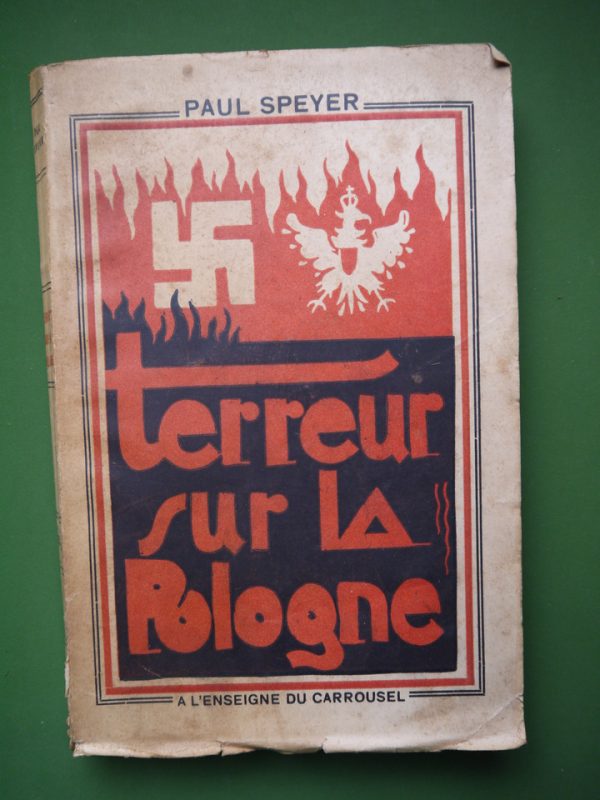 PAUL SPEYER
terreur
sur la
Pologne
A L'ENSEIGNE DU CARROUSEL